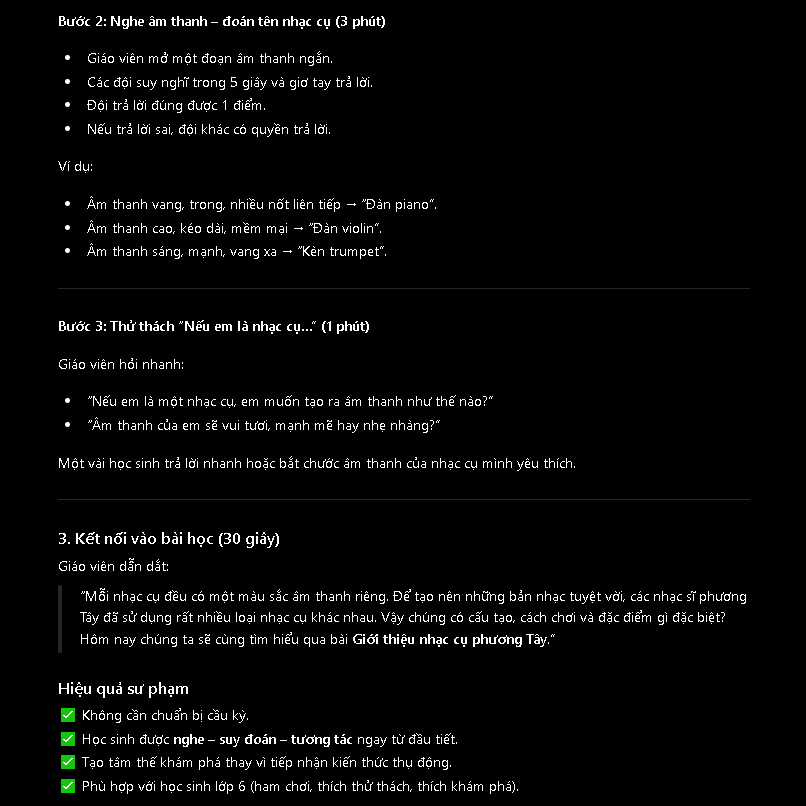 Bước 2: Nghe âm thanh – đoán tên nhạc cụ (3 phút)
• Giáo viên mở một đoạn âm thanh ngắn.
• Các đội suy nghĩ trong 5 giây và giơ tay trả lời.
• Đội trả lời đúng được 1 điểm.
• Nếu trả lời sai, đội khác có quyền trả lời.
Ví dụ:
• Âm thanh vang, trong, nhiều nốt liên tiếp → “Đàn piano”.
• Âm thanh cao, kéo dài, mềm mại → “Đàn violin”.
• Âm thanh sáng, mạnh, vang xa → “Kèn trumpet”.
Bước 3: Thử thách “Nếu em là nhạc cụ...” (1 phút)
Giáo viên hỏi nhanh:
• “Nếu em là một nhạc cụ, em muốn tạo ra âm thanh như thế nào?”
• “Âm thanh của em sẽ vui tươi, mạnh mẽ hay nhẹ nhàng?”
Một vài học sinh trả lời nhanh hoặc bắt chước âm thanh của nhạc cụ mình yêu thích.
3. Kết nối vào bài học (30 giây)
Giáo viên dẫn dắt:
“Mỗi nhạc cụ đều có một màu sắc âm thanh riêng. Để tạo nên những bản nhạc tuyệt vời, các nhạc sĩ phương
Tây đã sử dụng rất nhiều loại nhạc cụ khác nhau. Vậy chúng có cấu tạo, cách chơi và đặc điểm gì đặc biệt?
Hôm nay chúng ta sẽ cùng tìm hiểu qua bài Giới thiệu nhạc cụ phương Tây.”
Hiệu quả sư phạm
✅ Không cần chuẩn bị cầu kỳ.
✅ Học sinh được nghe – suy đoán – tương tác ngay từ đầu tiết.
✅ Tạo tâm thế khám phá thay vì tiếp nhận kiến thức thụ động.
✅ Phù hợp với học sinh lớp 6 (ham chơi, thích thử thách, thích khám phá).